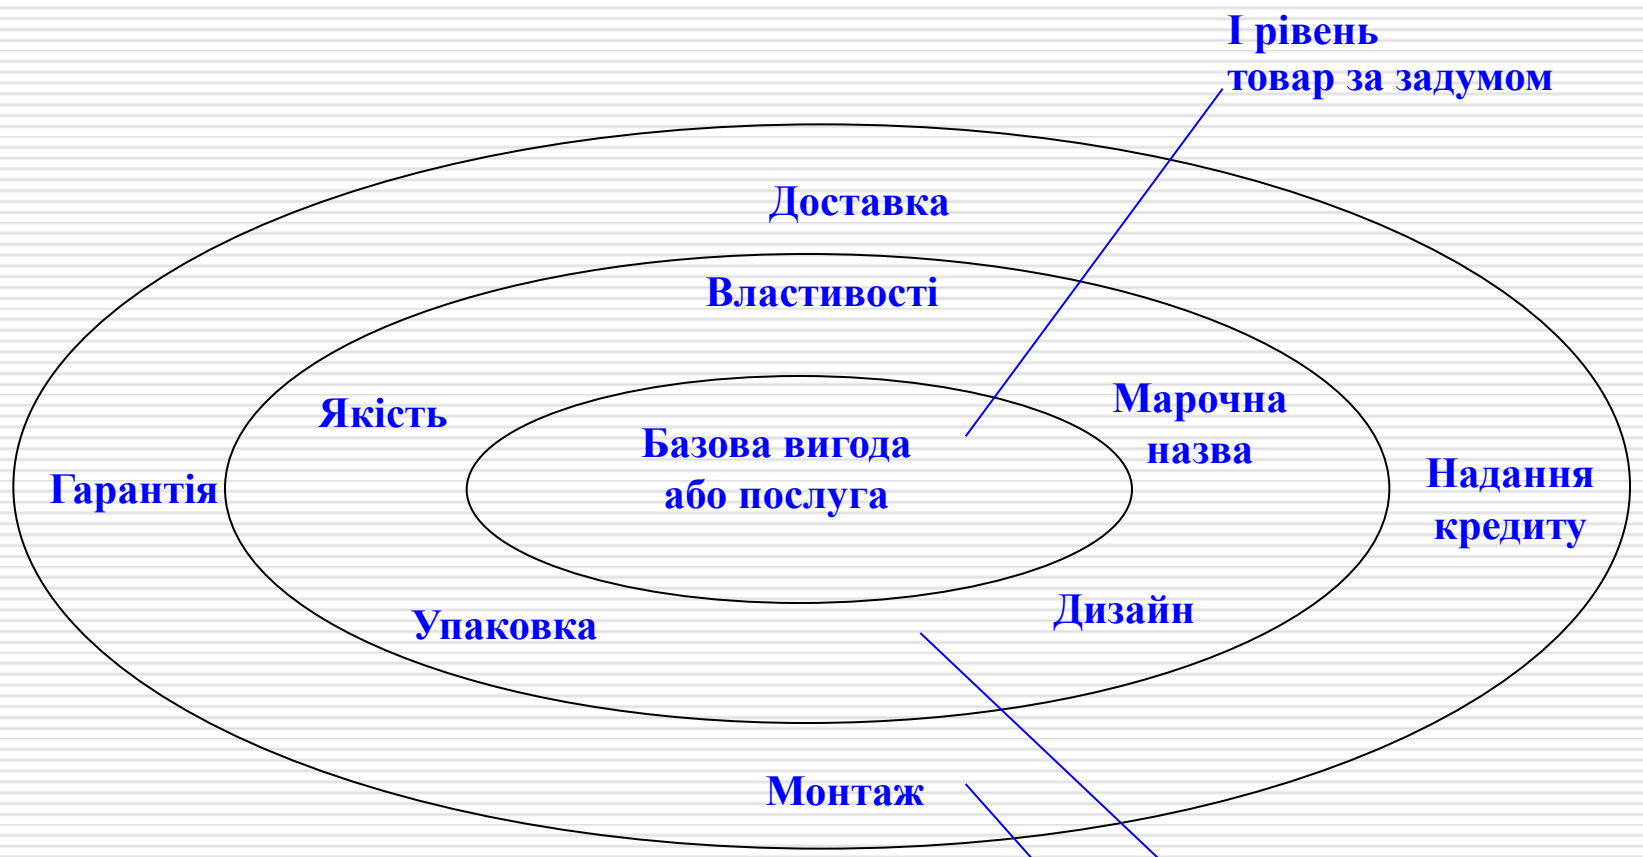 І рівень
товар за задумом
Доставка
Властивості
Якість
Марочна
назва
Базова вигода
або послуга
Гарантія
Надання
кредиту
Упаковка
Дизайн
Монтаж